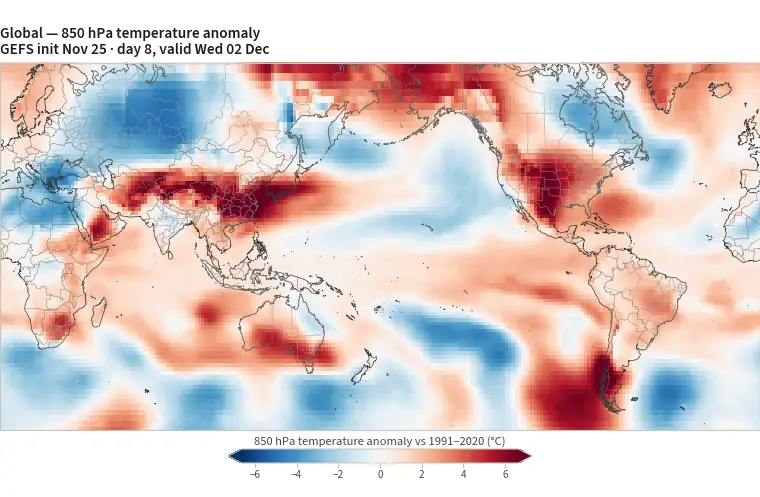 Global — 850 hPa temperature anomaly
GEFS init Nov 25 · day 8, valid Wed 02 Dec
850 hPa temperature anomaly vs 1991–2020 (°C)
−6 −4 −2 0 2 4 6